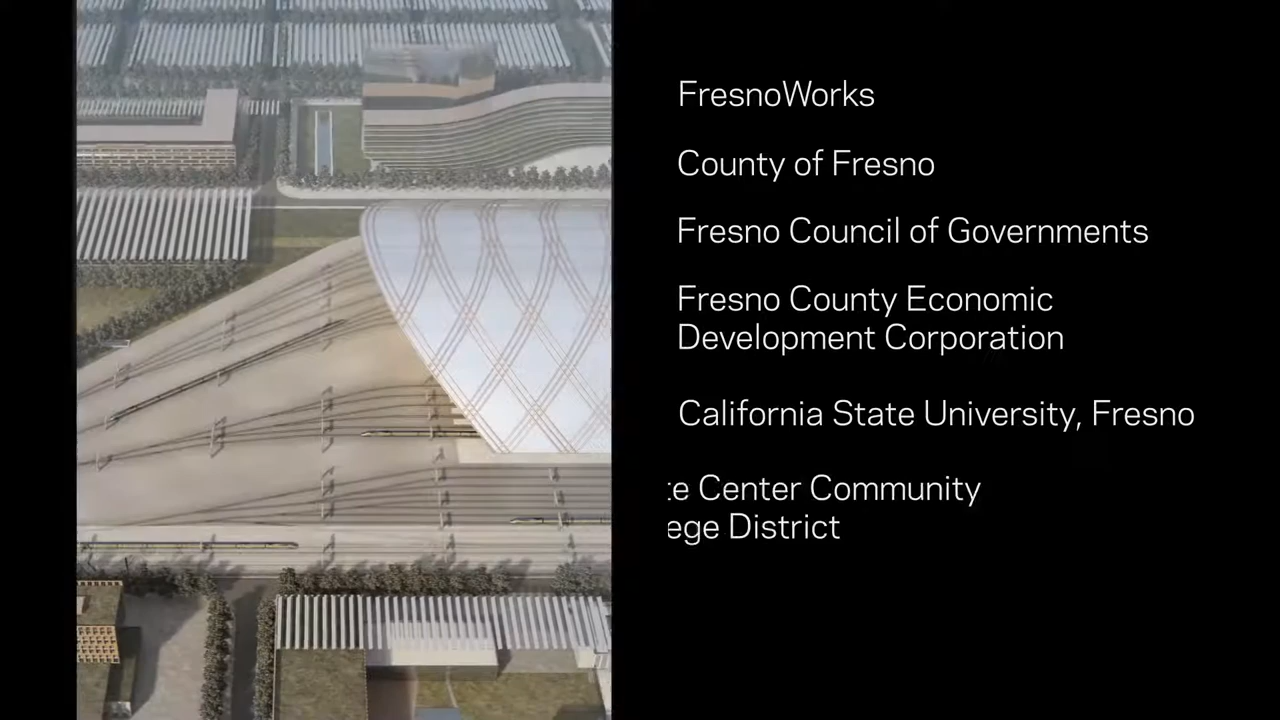 FresnoWorks
County of Fresno
Fresno Council of Governments
Fresno County Economic
Development Corporation
California State University, Fresno
te Center Community
ege District